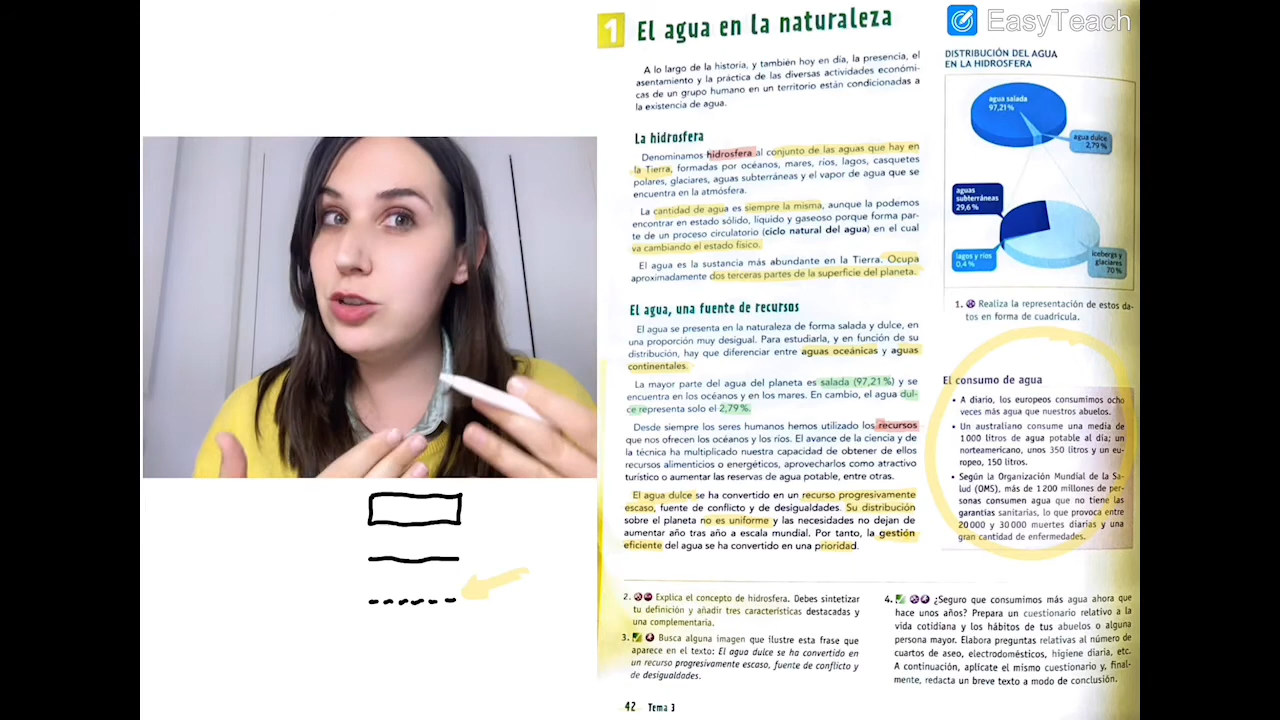 1 El agua en la naturaleza
A lo largo de la historia, y también hoy en día, la presencia, el
asentamiento y la práctica de las diversas actividades económi-
cas de un grupo humano en un territorio están condicionadas a
la existencia de agua.
La hidrosfera
Denominamos hidrosfera al conjunto de las aguas que hay en
la Tierra, formadas por océanos, mares, ríos, lagos, casquetes
polares, glaciares, aguas subterráneas y el vapor de agua que se
encuentra en la atmósfera.
La cantidad de agua es siempre la misma, aunque la podemos
encontrar en estado sólido, líquido y gaseoso porque forma par-
te de un proceso circulatorio (ciclo natural del agua) en el cual
va cambiando el estado físico.
El agua es la sustancia más abundante en la Tierra. Ocupa
aproximadamente dos terceras partes de la superficie del planeta.
El agua, una fuente de recursos
El agua se presenta en la naturaleza de forma salada y dulce, en
una proporción muy desigual. Para estudiarla, y en función de su
distribución, hay que diferenciar entre aguas oceánicas y aguas
continentales.
La mayor parte del agua del planeta es salada (97,21%) y se
encuentra en los océanos y en los mares. En cambio, el agua dul-
ce representa solo el 2,79%.
Desde siempre los seres humanos hemos utilizado los recursos
que nos ofrecen los océanos y los ríos. El avance de la ciencia y de
la técnica ha multiplicado nuestra capacidad de obtener de ellos
recursos alimenticios o energéticos, aprovecharlos como atractivo
turístico o aumentar las reservas de agua potable, entre otras.
El agua dulce se ha convertido en un recurso progresivamente
escaso, fuente de conflicto y de desigualdades. Su distribución
sobre el planeta no es uniforme y las necesidades no dejan de
aumentar año tras año a escala mundial. Por tanto, la gestión
eficiente del agua se ha convertido en una prioridad.
EasyTeach
DISTRIBUCIÓN DEL AGUA
EN LA HIDROSFERA
agua salada
97,21%
agua dulce
2,79%
aguas
subterráneas
29,6%
lagos y ríos
0,4%
icebergs y
glaciares
70%
1. Realiza la representación de estos da-
tos en forma de cuadrícula.
El consumo de agua
• A diario, los europeos consumimos ocho
veces más agua que nuestros abuelos.
• Un australiano consume una media de
1000 litros de agua potable al día; un
norteamericano, unos 350 litros y un eu-
ropeo, 150 litros.
• Según la Organización Mundial de la Sa-
lud (OMS), más de 1200 millones de per-
sonas consumen agua que no tiene las
garantías sanitarias, lo que provoca entre
20000 y 30000 muertes diarias y una
gran cantidad de enfermedades.
2. Explica el concepto de hidrosfera. Debes sintetizar
tu definición y añadir tres características destacadas y
una complementaria.
3. Busca alguna imagen que ilustre esta frase que
aparece en el texto: El agua dulce se ha convertido en
un recurso progresivamente escaso, fuente de conflicto y
de desigualdades.
4. ¿Seguro que consumimos más agua ahora que
hace unos años? Prepara un cuestionario relativo a la
vida cotidiana y los hábitos de tus abuelos o alguna
persona mayor. Elabora preguntas relativas al número de
cuartos de aseo, electrodomésticos, higiene diaria, etc.
A continuación, aplícate el mismo cuestionario y, final-
mente, redacta un breve texto a modo de conclusión.
42 Tema 3